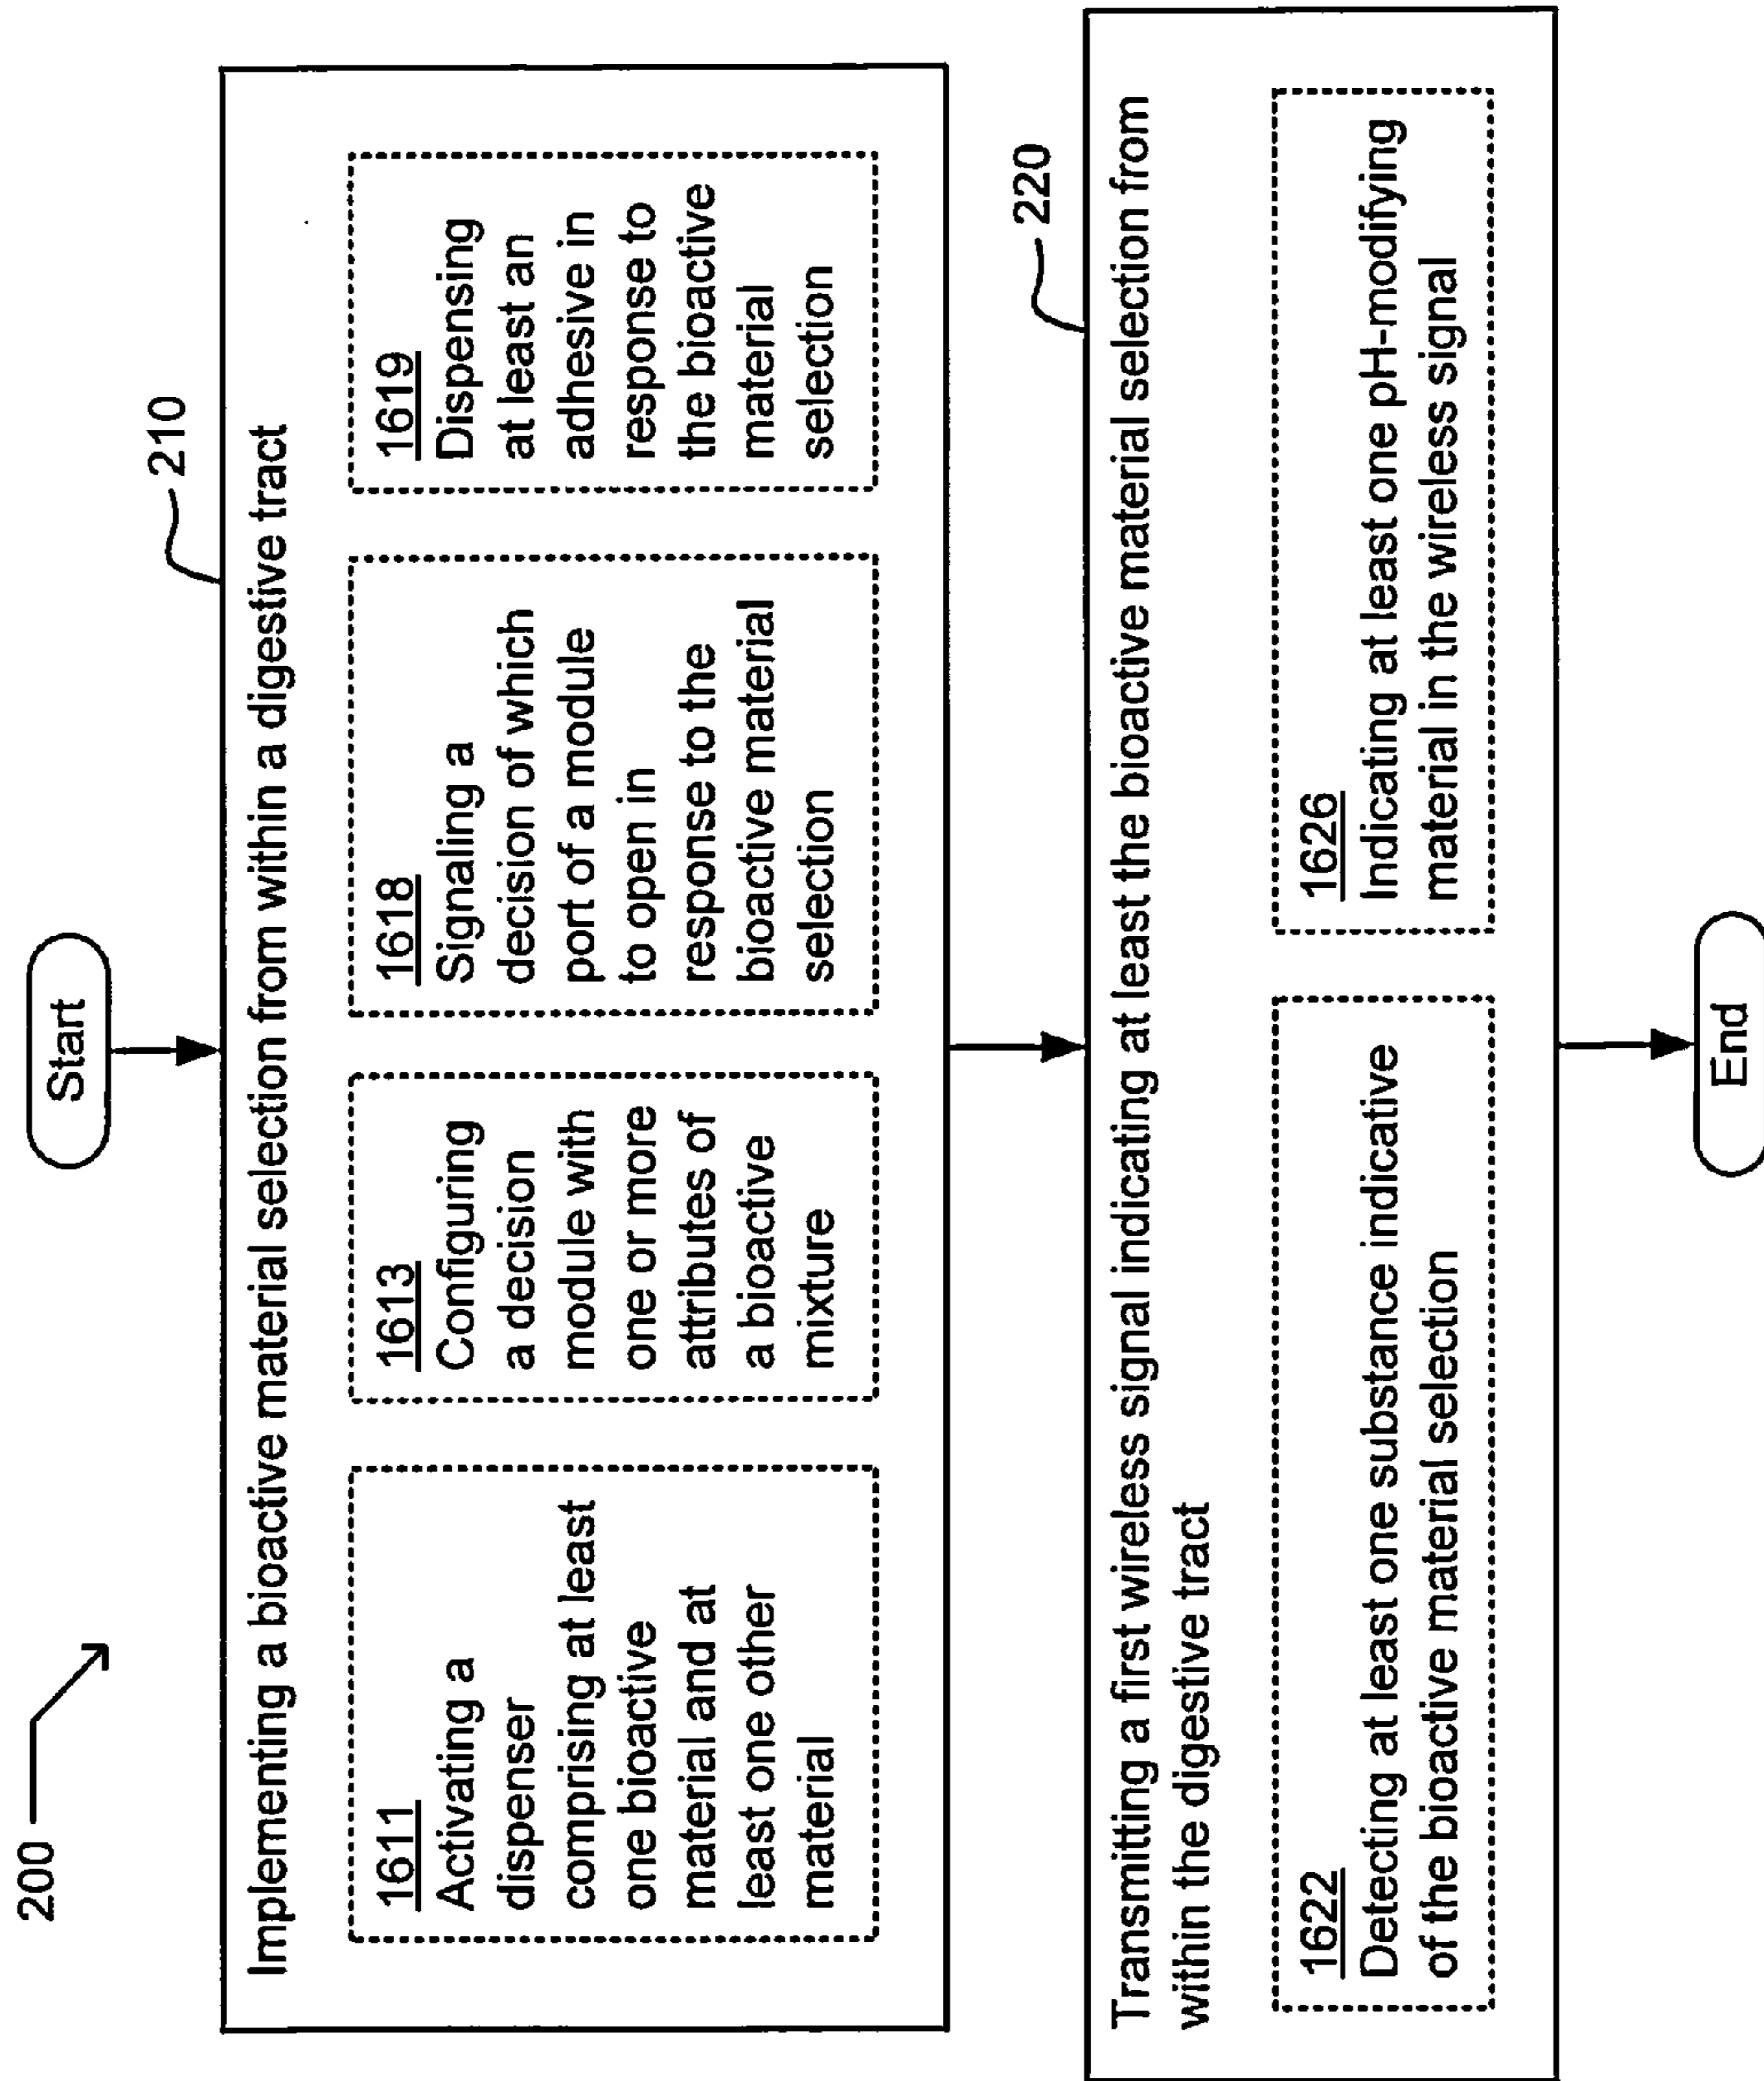 200
Start
210
Implementing a bioactive material selection from within a digestive tract
1611
Activating a
dispenser
comprising at least
one bioactive
material and at
least one other
material
1613
Configuring
a decision
module with
one or more
attributes of
a bioactive
mixture
1618
Signaling a
decision of which
port of a module
to open in
response to the
bioactive material
selection
1619
Dispensing
at least an
adhesive in
response to
the bioactive
material
selection
220
Transmitting a first wireless signal indicating at least the bioactive material selection from
within the digestive tract
1622
Detecting at least one substance indicative
of the bioactive material selection
1626
Indicating at least one pH-modifying
material in the wireless signal
End